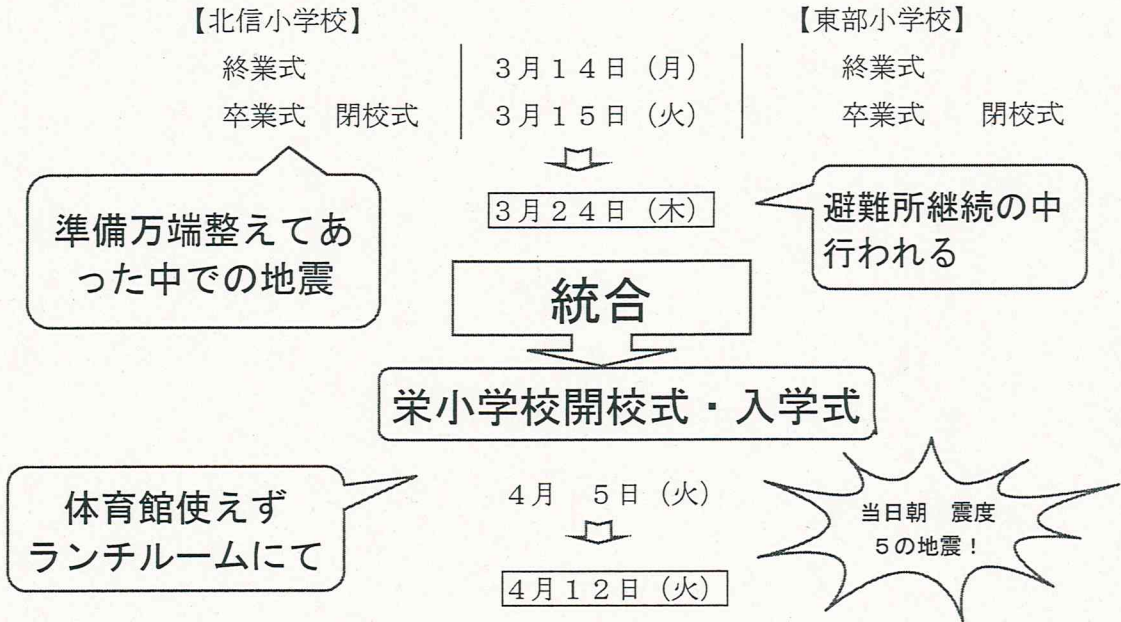 【北信小学校】 【東部小学校】
終業式 3月14日(月) 終業式
卒業式 閉校式 3月15日(火) 卒業式 閉校式
準備万端整えてあ
った中での地震
3月24日(木)
避難所継続の中
行われる
統合
栄小学校開校式・入学式
体育館使えず
ランチルームにて
4月 5日(火)
4月12日(火)
当日朝 震度
5の地震!